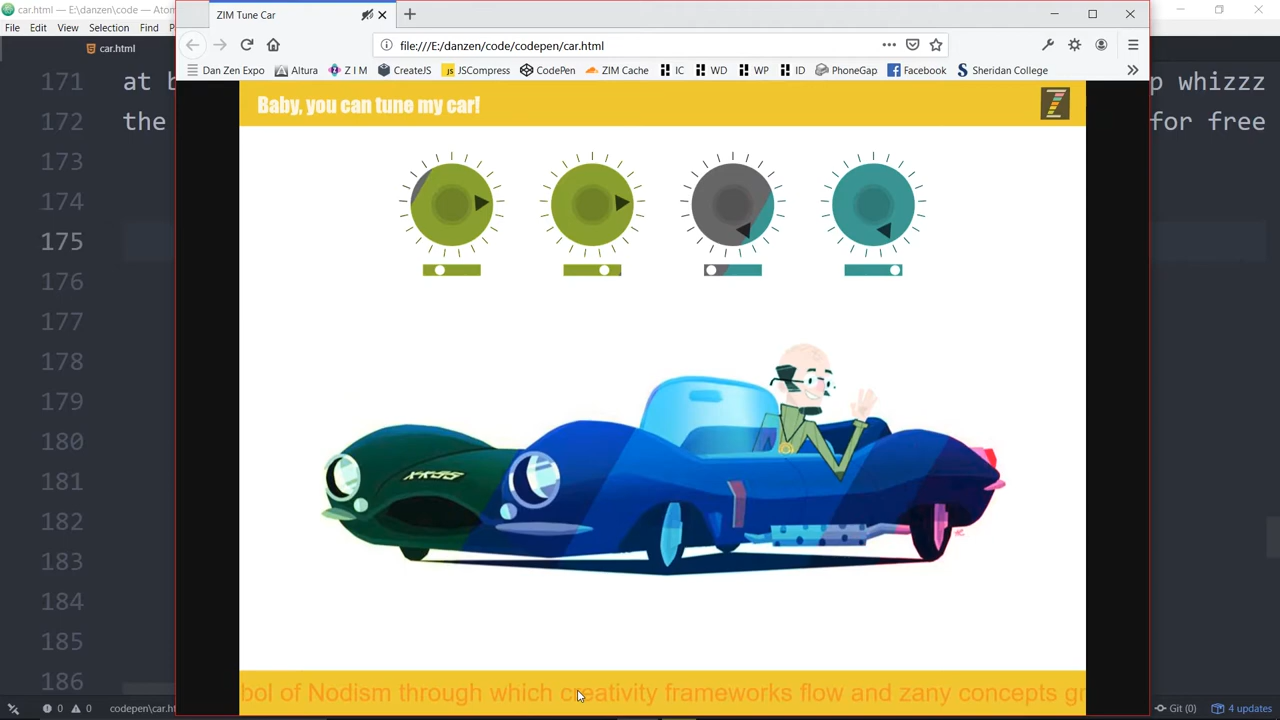 car.html — E:\danzen — Atom
File Edit View Selection Find
car.html
171
172
173
174
175
176
177
178
179
180
181
182
183
184
185
186
at
p whizzz
the
for free
ZIM Tune Car
file:///E:/danzen/code/codepen/car.html
Dan Zen Expo Altura Z I M CreateJS JSCompress CodePen ZIM Cache IC WD WP ID PhoneGap Facebook Sheridan College
Baby, you can tune my car!
XKSS
bol of Nodism through which creativity frameworks flow and zany concepts gr
0 0 codepen\car.ht
Git (0) 4 updates